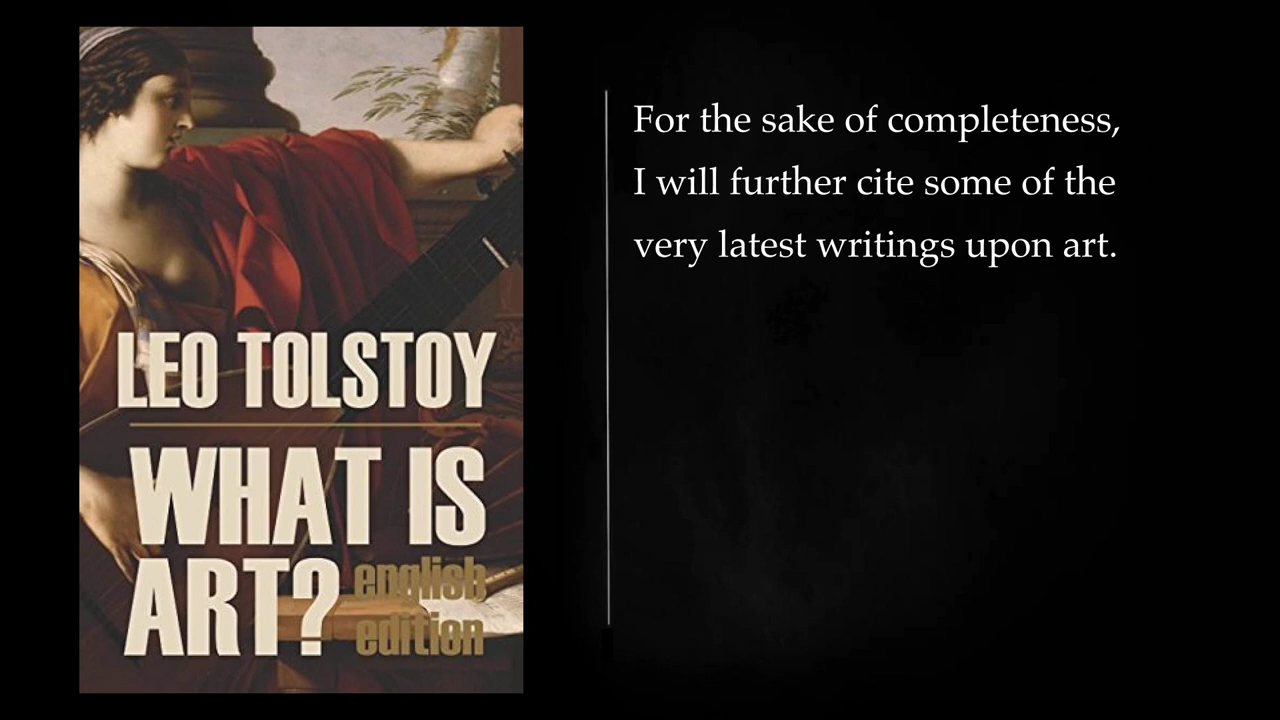 LEO TOLSTOY
WHAT IS
ART?
english
edition
For the sake of completeness,
I will further cite some of the
very latest writings upon art.